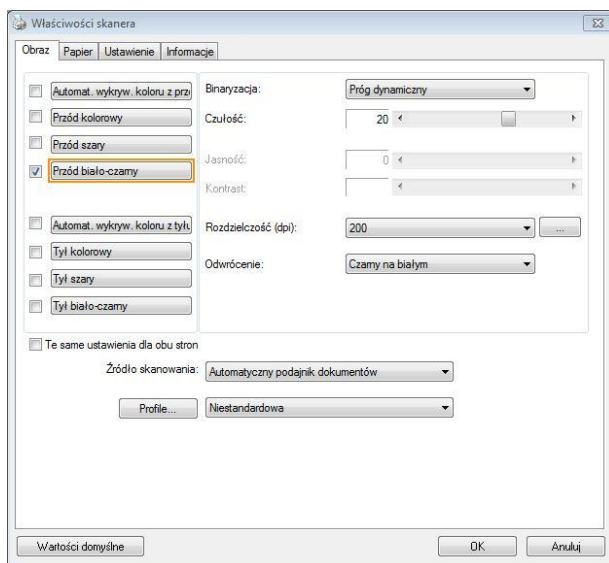 Właściwości skanera
Obraz Papier Ustawienie Informacje
Automat. wykryw. koloru z prze
Przód kolorowy
Przód szary
Przód biało-czarny
Automat. wykryw. koloru z tyłu
Tył kolorowy
Tył szary
Tył biało-czarny
Binaryzacja: Próg dynamiczny
Czułość: 20
Jasność: 0
Kontrast:
Rozdzielczość (dpi): 200 ...
Odwrócenie: Czarny na białym
Te same ustawienia dla obu stron
Źródło skanowania: Automatyczny podajnik dokumentów
Profile... Niestandardowa
Wartości domyślne OK Anuluj